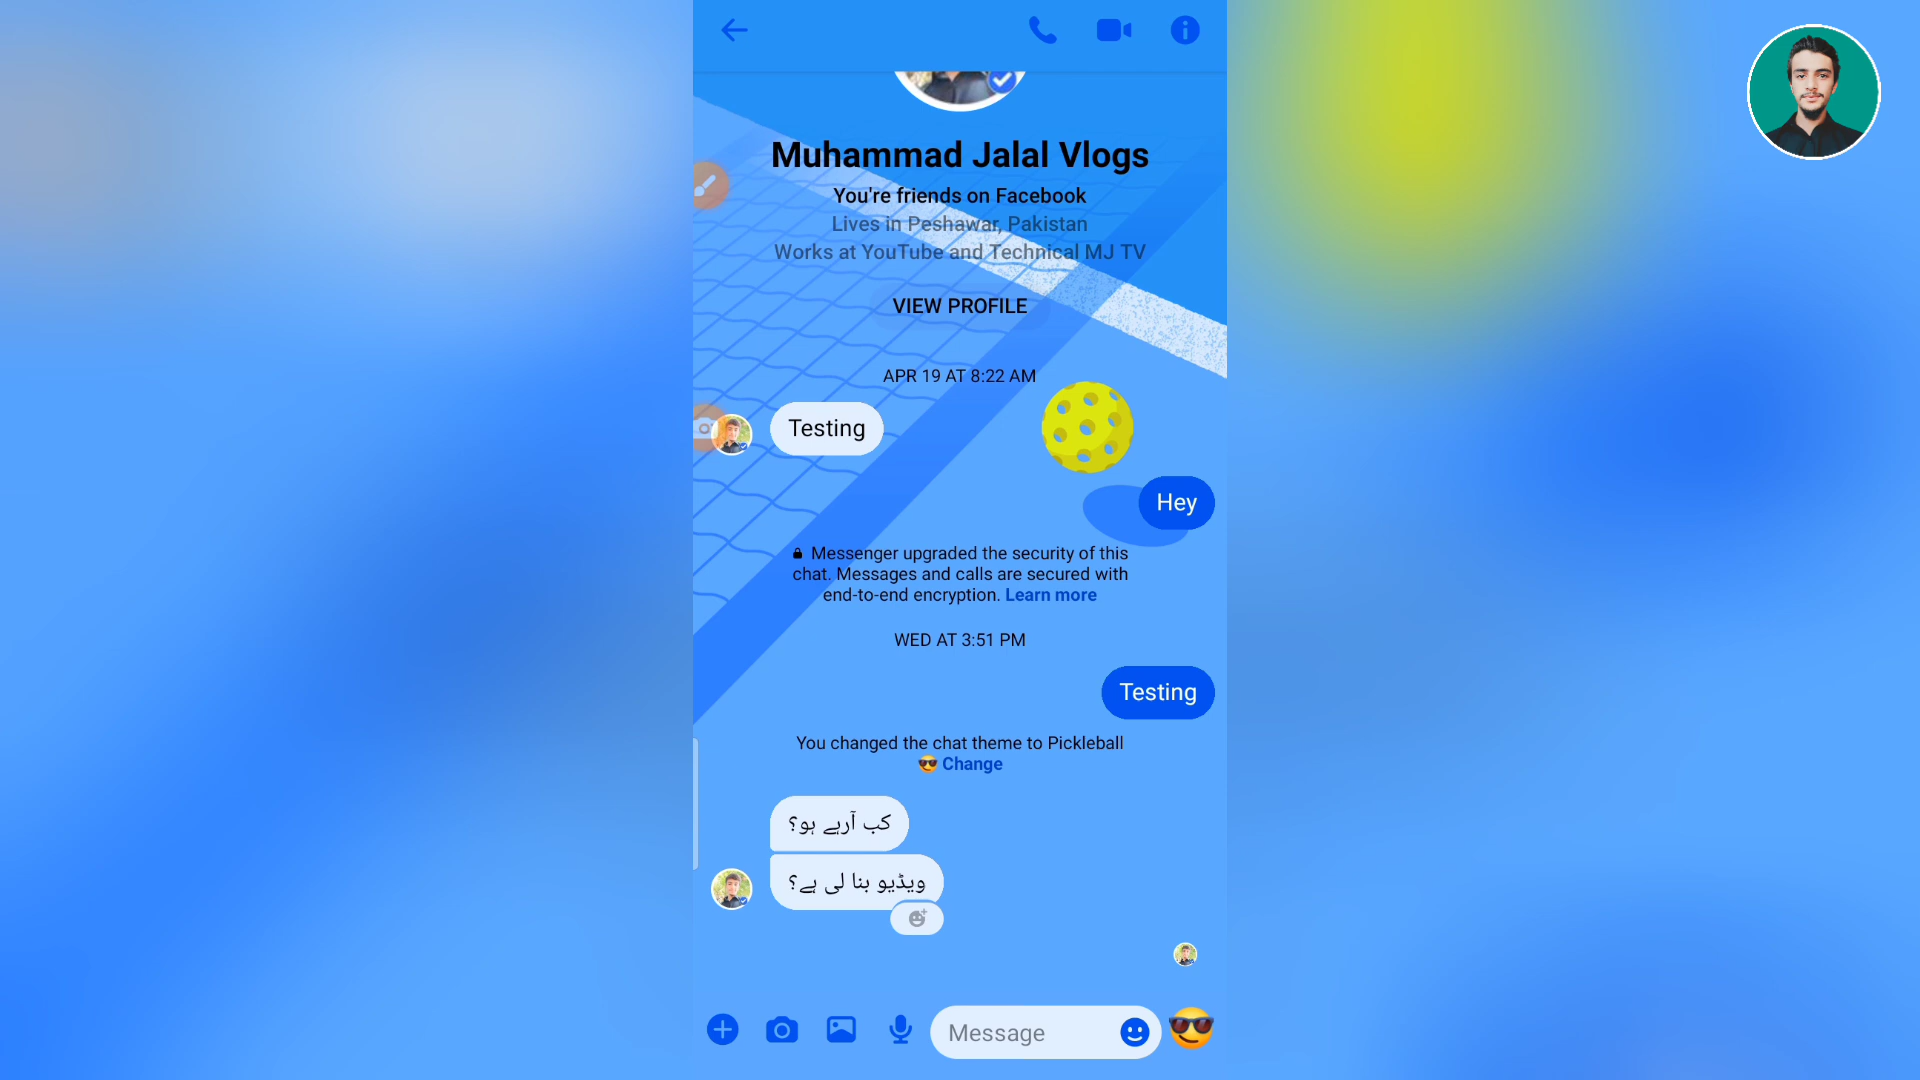 Muhammad Jalal Vlogs
You're friends on Facebook
Lives in Peshawar, Pakistan
Works at YouTube and Technical MJ TV
VIEW PROFILE
APR 19 AT 8:22 AM
Testing
Hey
Messenger upgraded the security of this
chat. Messages and calls are secured with
end-to-end encryption. Learn more
WED AT 3:51 PM
Testing
You changed the chat theme to Pickleball
😎 Change
کب آرہے ہو؟
ویڈیو بنا لی ہے؟
Message